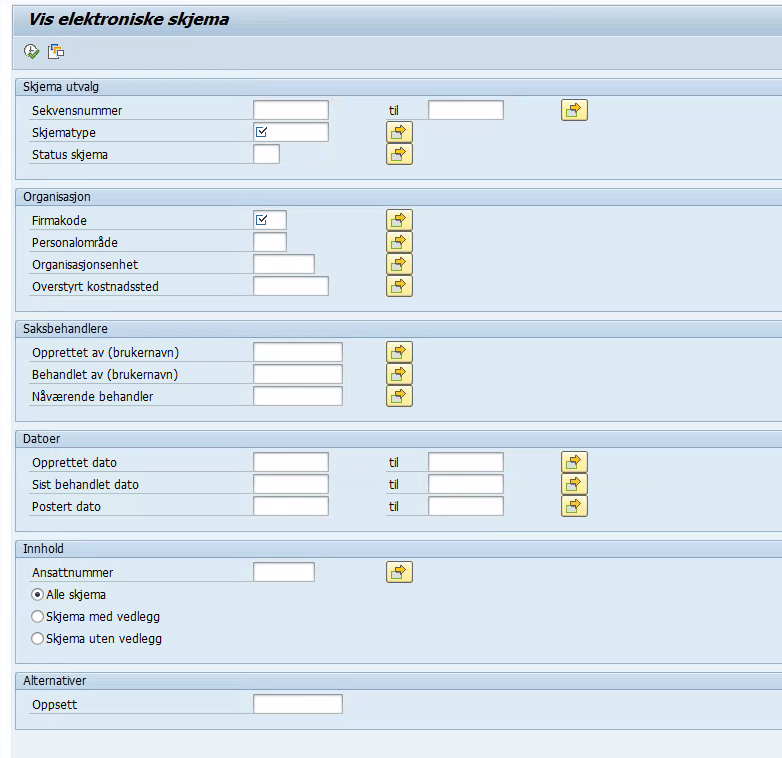 Vis elektroniske skjema
Skjema utvalg
Sekvensnummer til
Skjematype
Status skjema
Organisasjon
Firmakode
Personalområde
Organisasjonsenhet
Overstyrt kostnadssted
Saksbehandlere
Opprettet av (brukernavn)
Behandlet av (brukernavn)
Nåværende behandler
Datoer
Opprettet dato til
Sist behandlet dato til
Postert dato til
Innhold
Ansattnummer
Alle skjema
Skjema med vedlegg
Skjema uten vedlegg
Alternativer
Oppsett